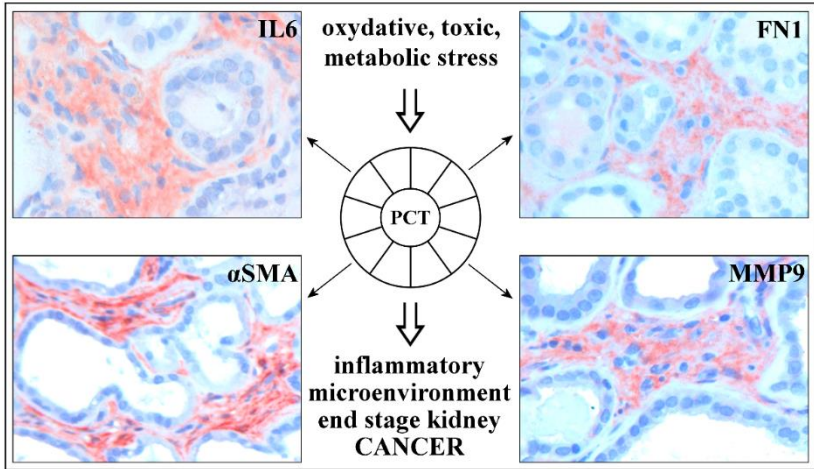 IL6
oxydative, toxic,
metabolic stress
FN1
PCT
αSMA
MMP9
inflammatory
microenvironment
end stage kidney
CANCER